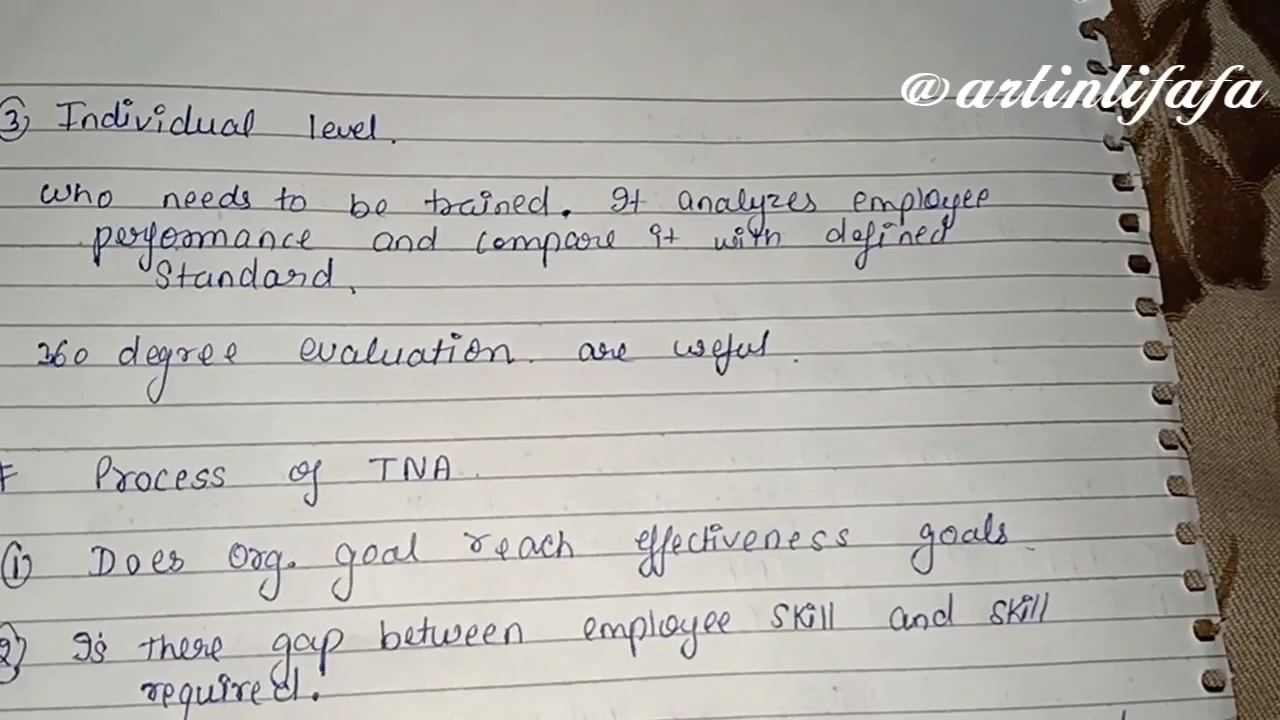 @artinlifafa
③ Individual level.
who needs to be trained. It analyzes employee
performance and compare it with defined
Standard.
360 degree evaluation. are useful.
Process of TNA
① Does Org. goal reach effectiveness goals
② Is there gap between employee skill and skill
required.